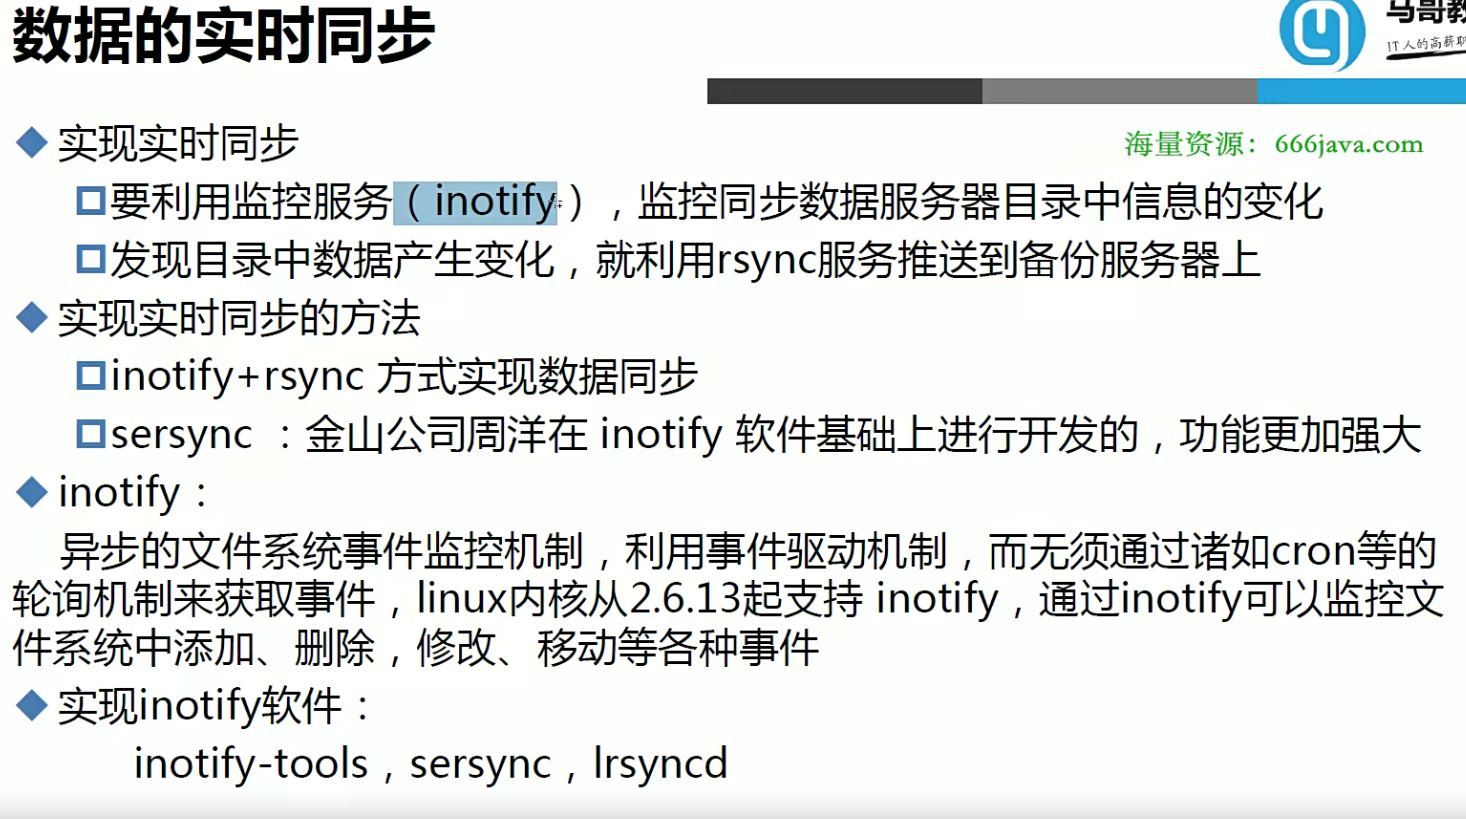 数据的实时同步
马哥教
IT人的高薪职
海量资源：666java.com
实现实时同步
要利用监控服务（inotify），监控同步数据服务器目录中信息的变化
发现目录中数据产生变化，就利用rsync服务推送到备份服务器上
实现实时同步的方法
inotify+rsync 方式实现数据同步
sersync ：金山公司周洋在 inotify 软件基础上进行开发的，功能更加强大
inotify：
异步的文件系统事件监控机制，利用事件驱动机制，而无须通过诸如cron等的
轮询机制来获取事件，linux内核从2.6.13起支持 inotify，通过inotify可以监控文
件系统中添加、删除，修改、移动等各种事件
实现inotify软件：
inotify-tools，sersync，lrsyncd